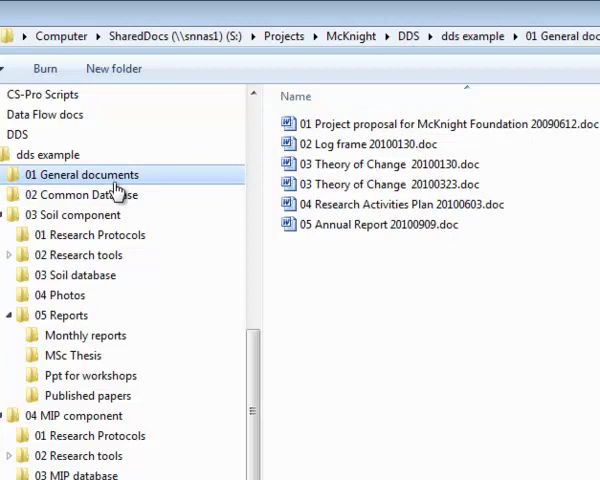 Computer SharedDocs (\\snnas1) (S:) Projects McKnight DDS dds example 01 General doc
Burn New folder
CS-Pro Scripts
Data Flow docs
DDS
dds example
01 General documents
02 Common Database
03 Soil component
01 Research Protocols
02 Research tools
03 Soil database
04 Photos
05 Reports
Monthly reports
MSc Thesis
Ppt for workshops
Published papers
04 MIP component
01 Research Protocols
02 Research tools
03 MIP database
Name
01 Project proposal for McKnight Foundation 20090612.doc
02 Log frame 20100130.doc
03 Theory of Change 20100130.doc
03 Theory of Change 20100323.doc
04 Research Activities Plan 20100603.doc
05 Annual Report 20100909.doc